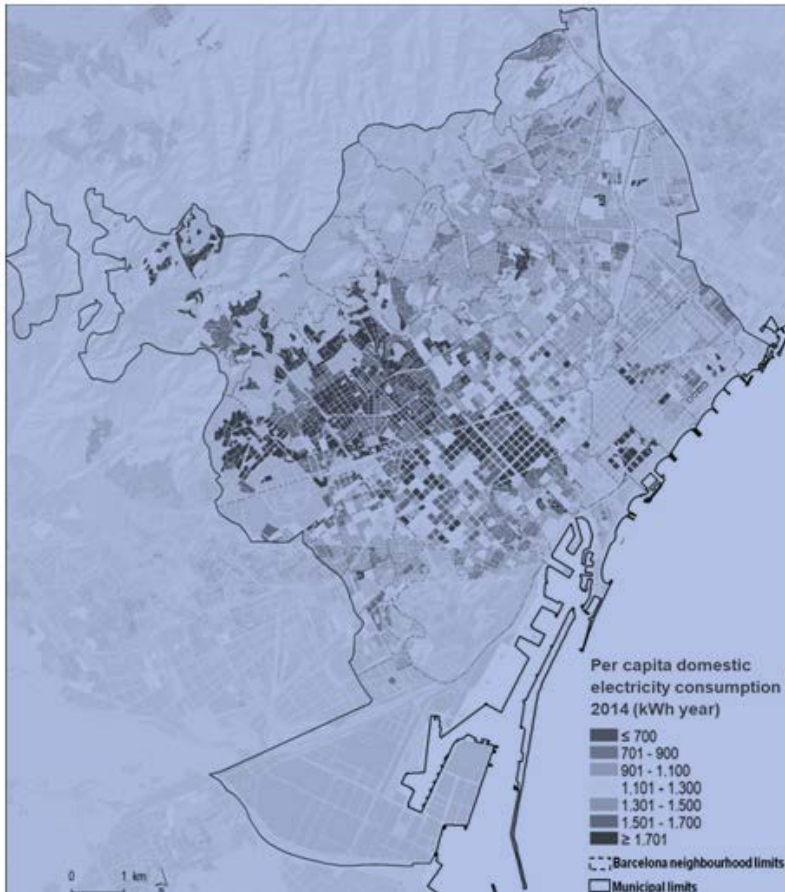 Per capita domestic
electricity consumption
2014 (kWh year)
≤ 700
701 - 900
901 - 1.100
1.101 - 1.300
1.301 - 1.500
1.501 - 1.700
≥ 1.701
Barcelona neighbourhood limits
Municipal limits
0 1 km